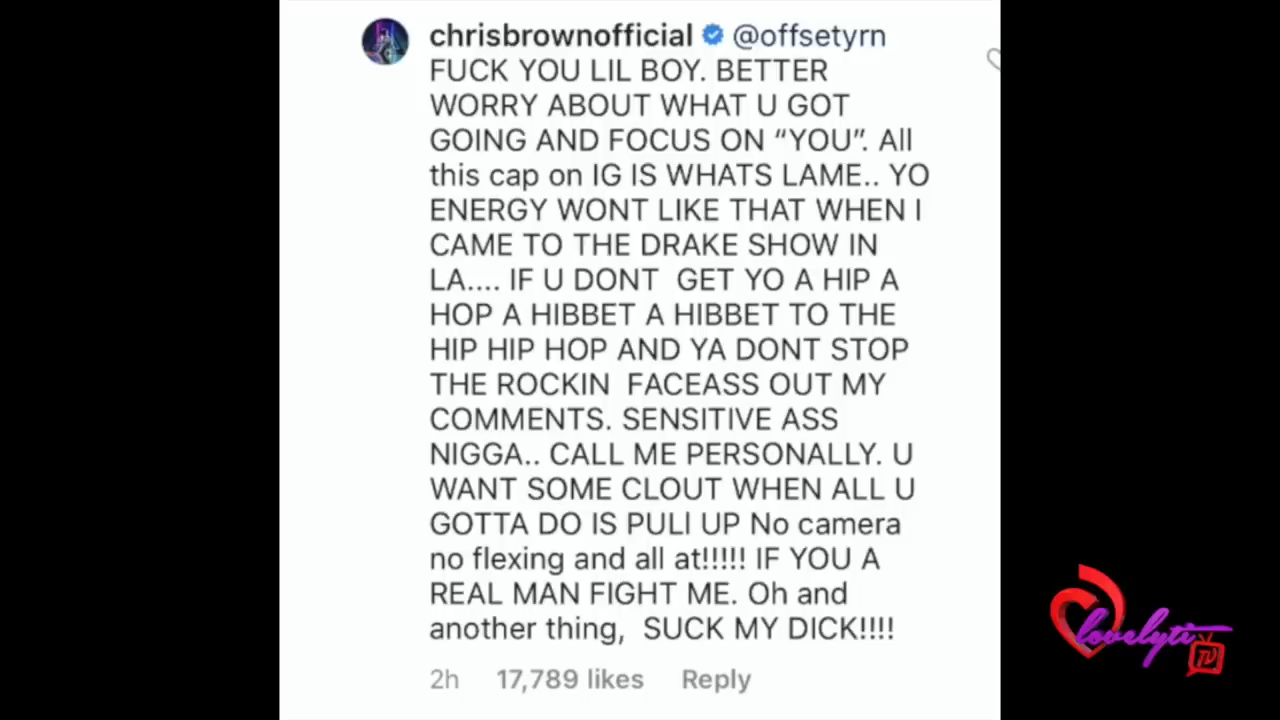 chrisbrownofficial @offsetyrn
FUCK YOU LIL BOY. BETTER
WORRY ABOUT WHAT U GOT
GOING AND FOCUS ON “YOU”. All
this cap on IG IS WHATS LAME.. YO
ENERGY WONT LIKE THAT WHEN I
CAME TO THE DRAKE SHOW IN
LA.... IF U DONT  GET YO A HIP A
HOP A HIBBET A HIBBET TO THE
HIP HIP HOP AND YA DONT STOP
THE ROCKIN  FACEASS OUT MY
COMMENTS. SENSITIVE ASS
NIGGA.. CALL ME PERSONALLY. U
WANT SOME CLOUT WHEN ALL U
GOTTA DO IS PULl UP No camera
no flexing and all at!!!!! IF YOU A
REAL MAN FIGHT ME. Oh and
another thing,  SUCK MY DICK!!!!
2h 17,789 likes Reply
lovelyti
TV